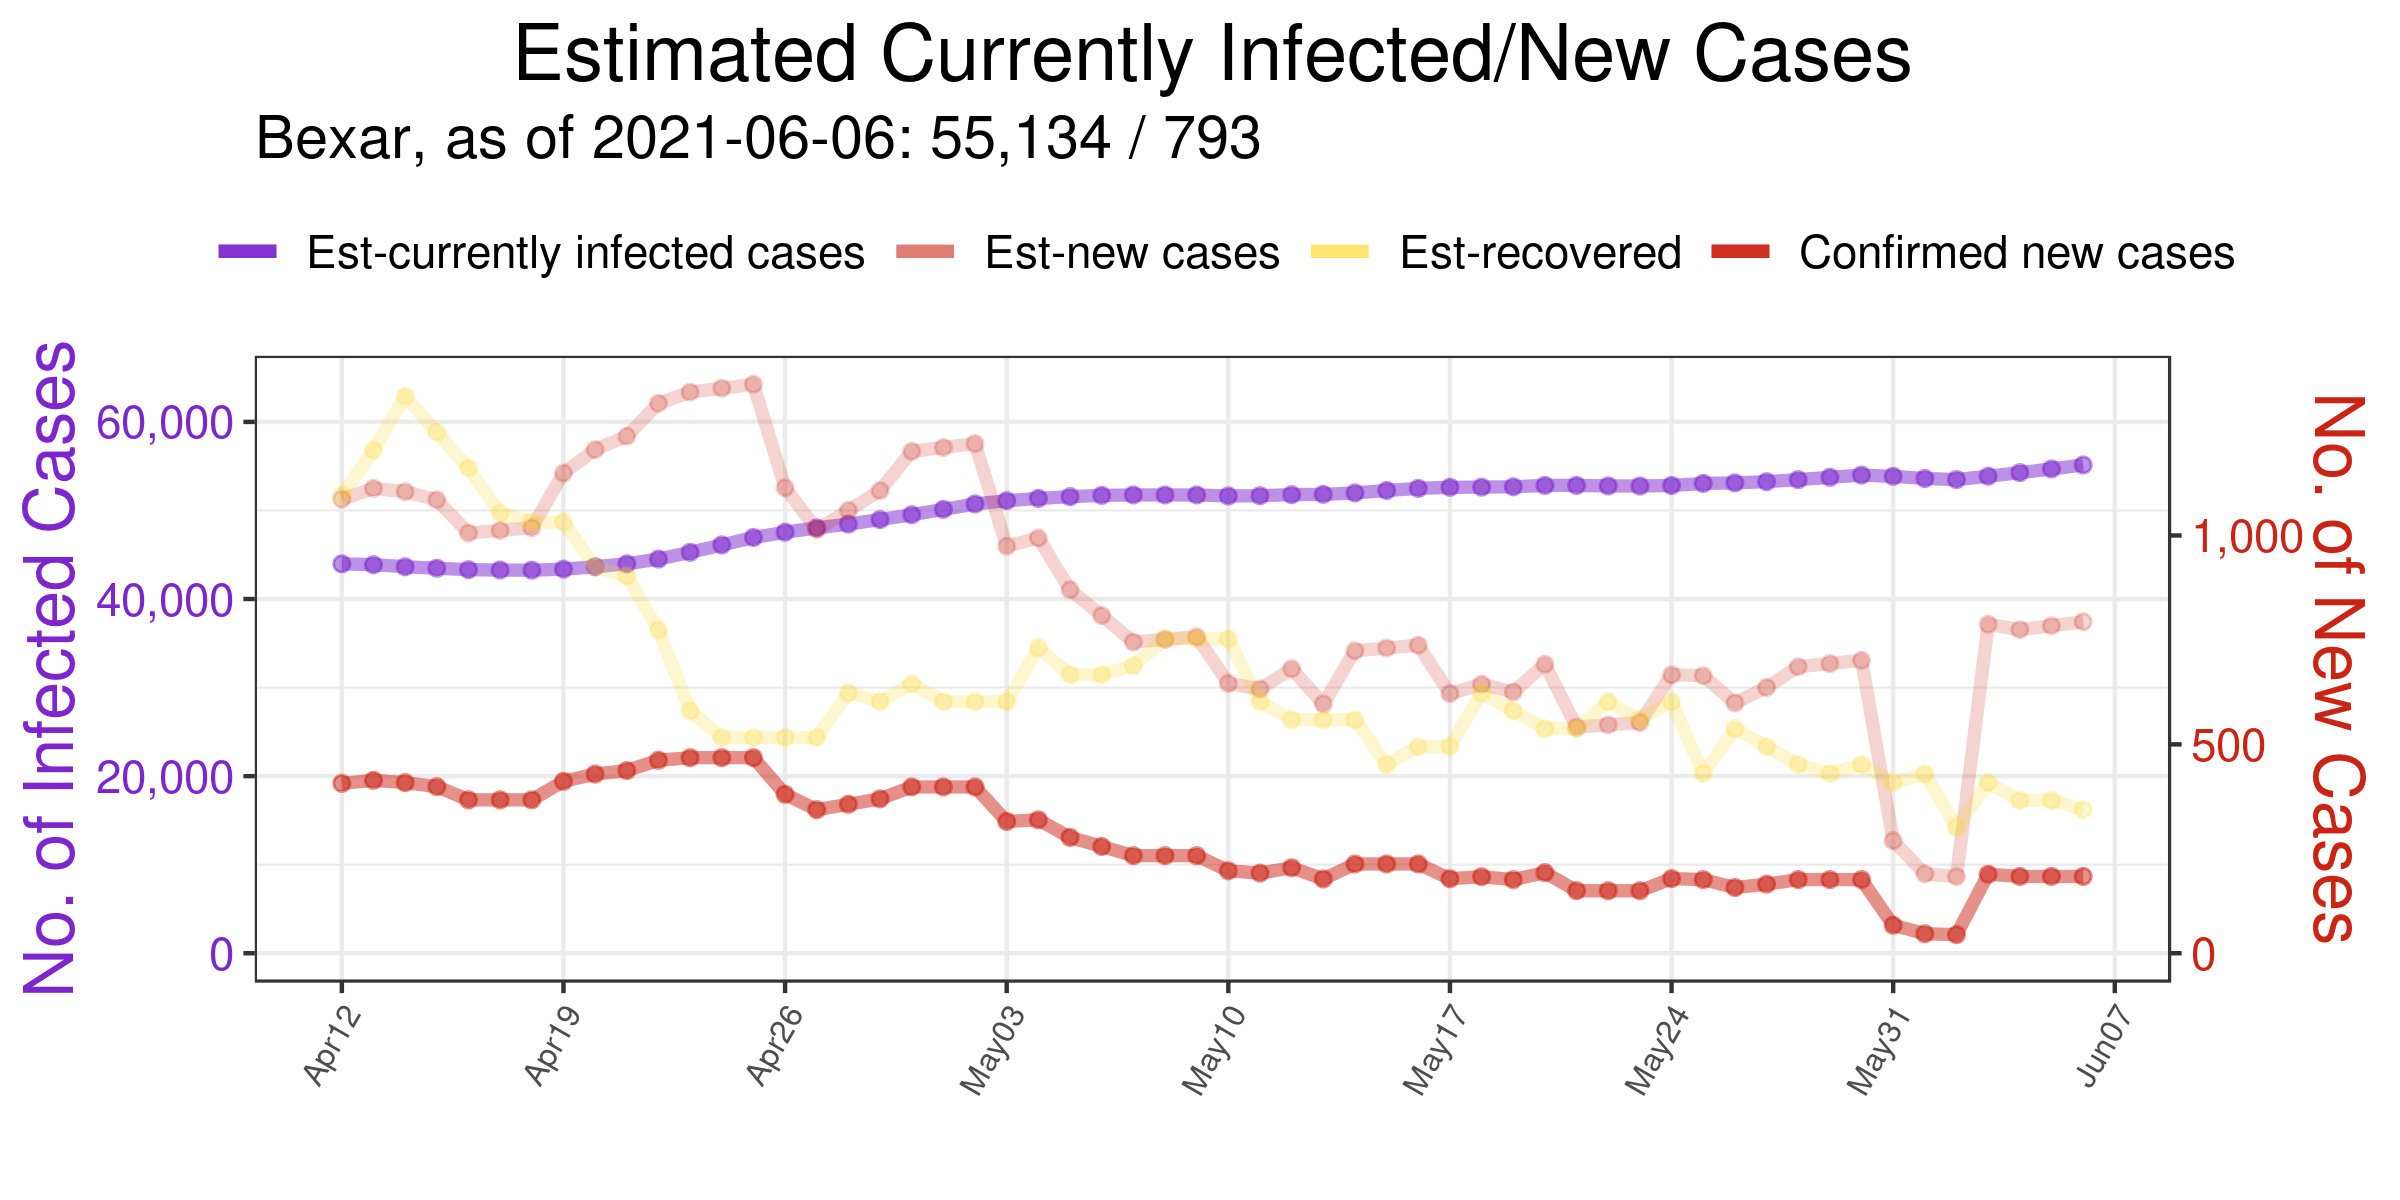 Estimated Currently Infected/New Cases
Bexar, as of 2021-06-06: 55,134 / 793
Est-currently infected cases Est-new cases Est-recovered Confirmed new cases
No. of Infected Cases
60,000
40,000
20,000
0
No. of New Cases
1,000
500
0
Apr12 Apr19 Apr26 May03 May10 May17 May24 May31 Jun07